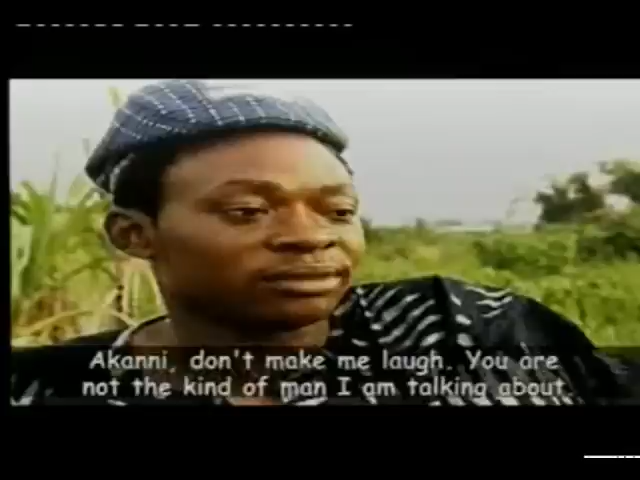 Akanni, don't make me laugh. You are
not the kind of man I am talking about.